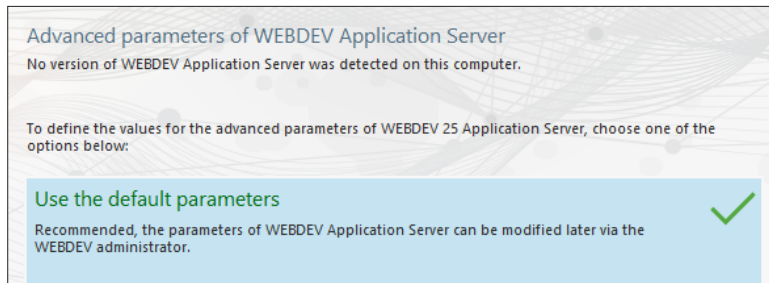 Advanced parameters of WEBDEV Application Server
No version of WEBDEV Application Server was detected on this computer.
To define the values for the advanced parameters of WEBDEV 25 Application Server, choose one of the
options below:
Use the default parameters
Recommended, the parameters of WEBDEV Application Server can be modified later via the
WEBDEV administrator.